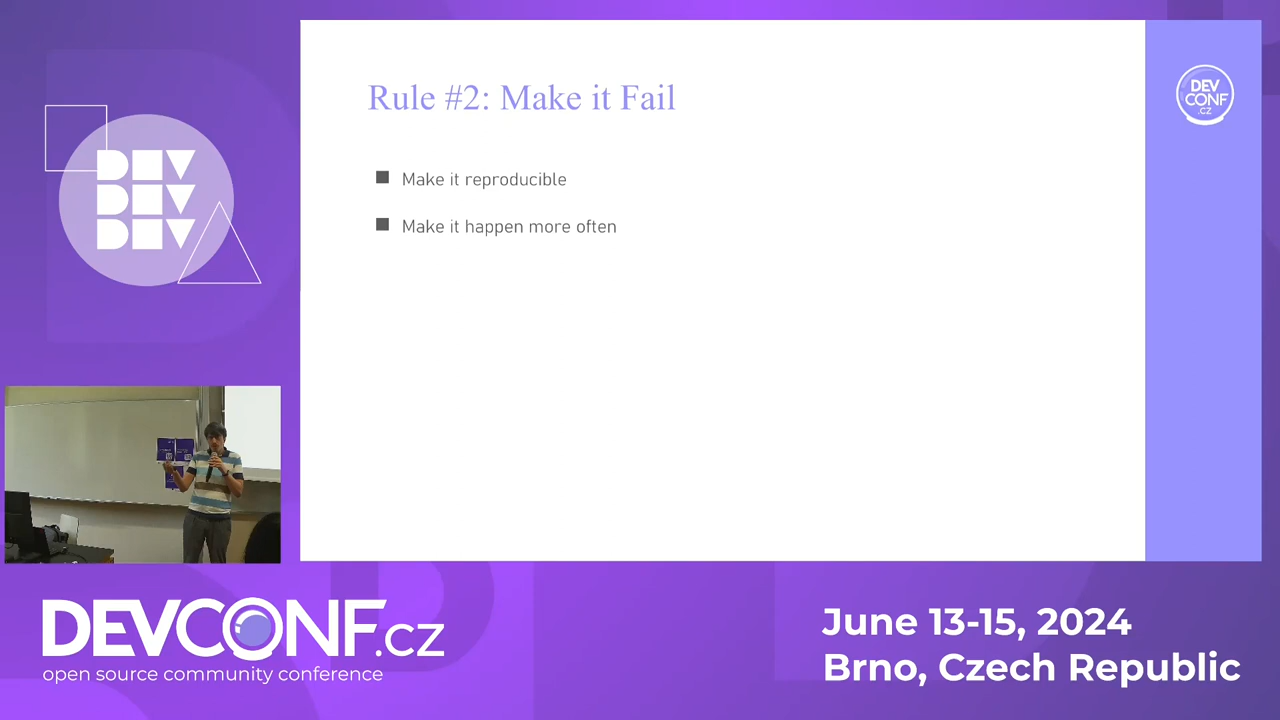 Rule #2: Make it Fail
Make it reproducible
Make it happen more often
DEV
CONF
.CZ
DEV
DEV
DEV
DEVCONF.cz
open source community conference
June 13-15, 2024
Brno, Czech Republic